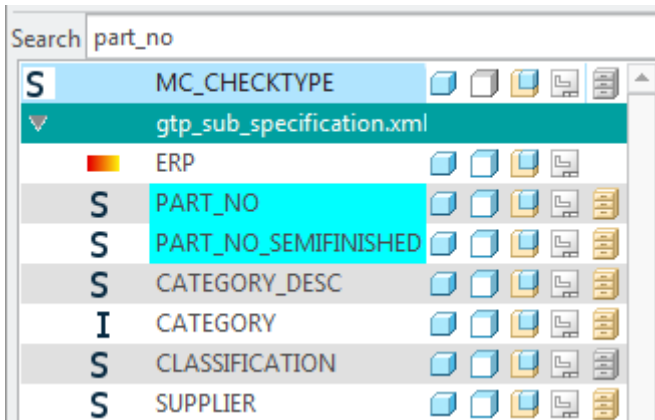 Search part_no
S MC_CHECKTYPE
gtp_sub_specification.xml
ERP
S PART_NO
S PART_NO_SEMIFINISHED
S CATEGORY_DESC
I CATEGORY
S CLASSIFICATION
S SUPPLIER